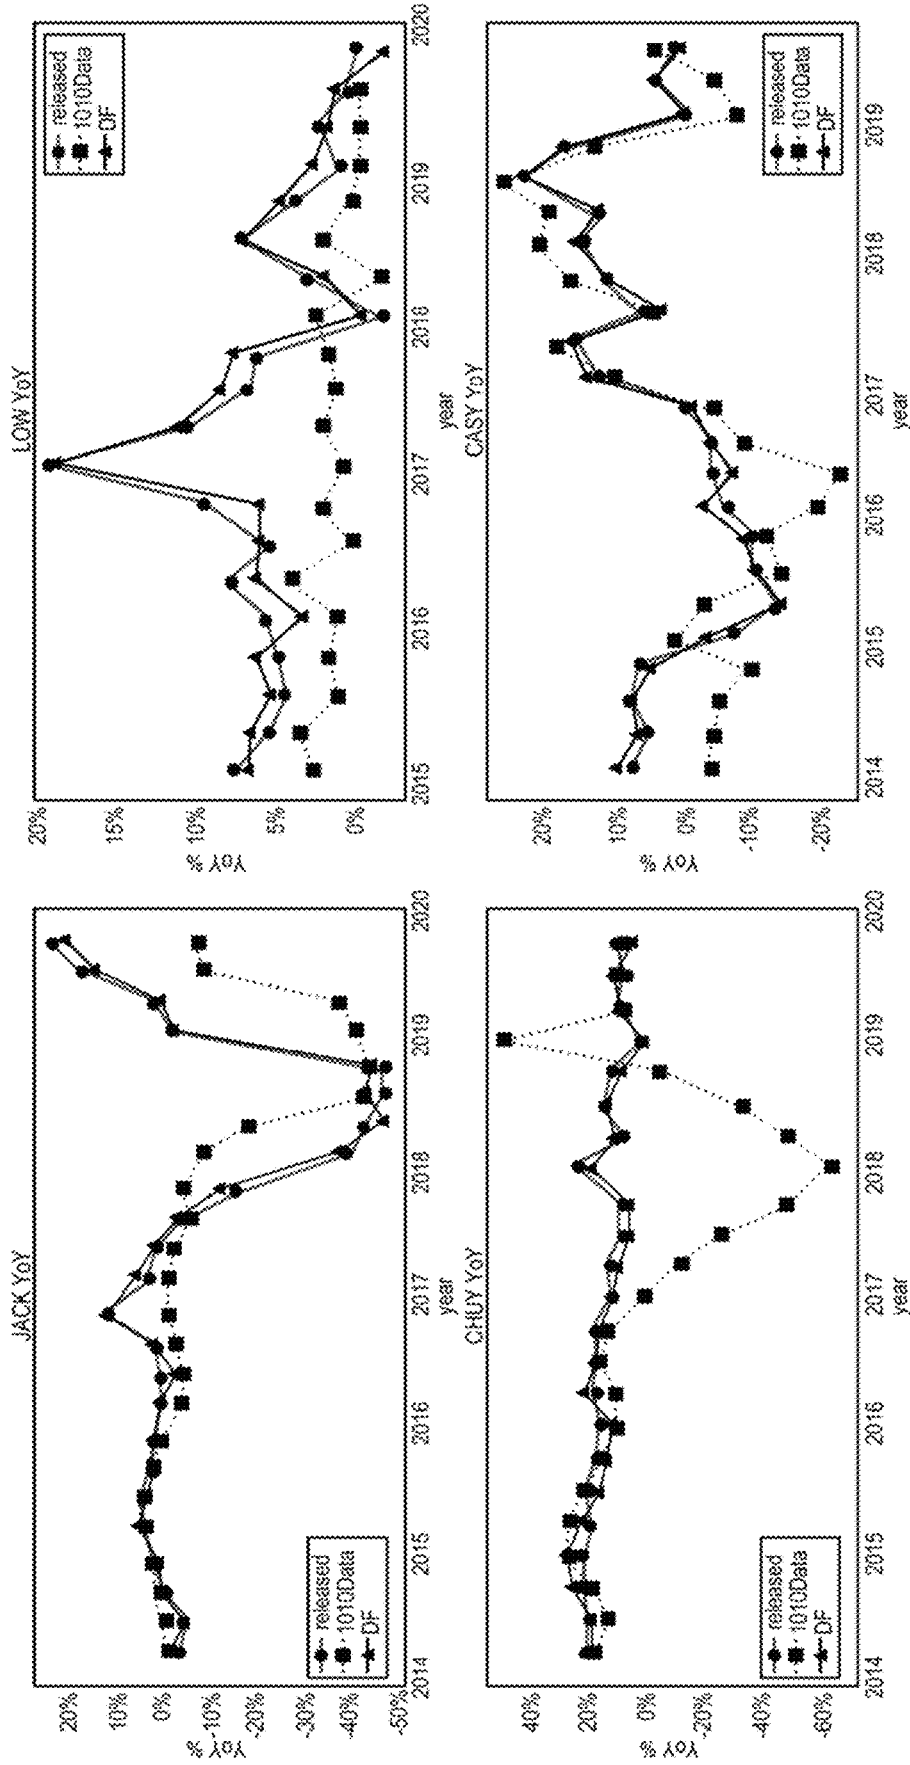 JACK YoY
YoY %
20%
10%
0%
-10%
-20%
-30%
-40%
-50%
released
1010Data
DF
2014 2015 2016 2017 2018 2019 2020
year
LOW YoY
YoY %
20%
15%
10%
5%
0%
released
1010Data
DF
2015 2016 2017 2018 2019 2020
year
CHUY YoY
YoY %
40%
20%
0%
-20%
-40%
-60%
released
1010Data
DF
2014 2015 2016 2017 2018 2019 2020
year
CASY YoY
YoY %
20%
10%
0%
-10%
-20%
released
1010Data
DF
2014 2015 2016 2017 2018 2019
year